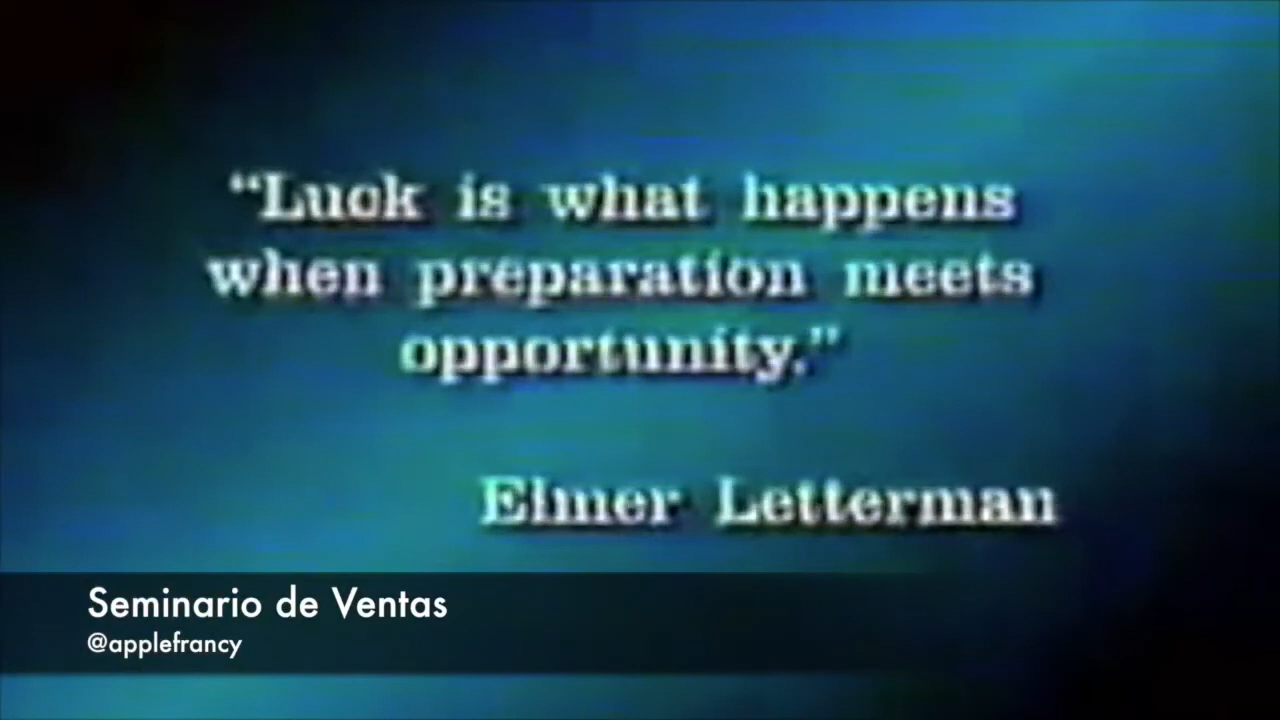 “Luck is what happens
when preparation meets
opportunity.”
Elmer Letterman
Seminario de Ventas
@applefrancy